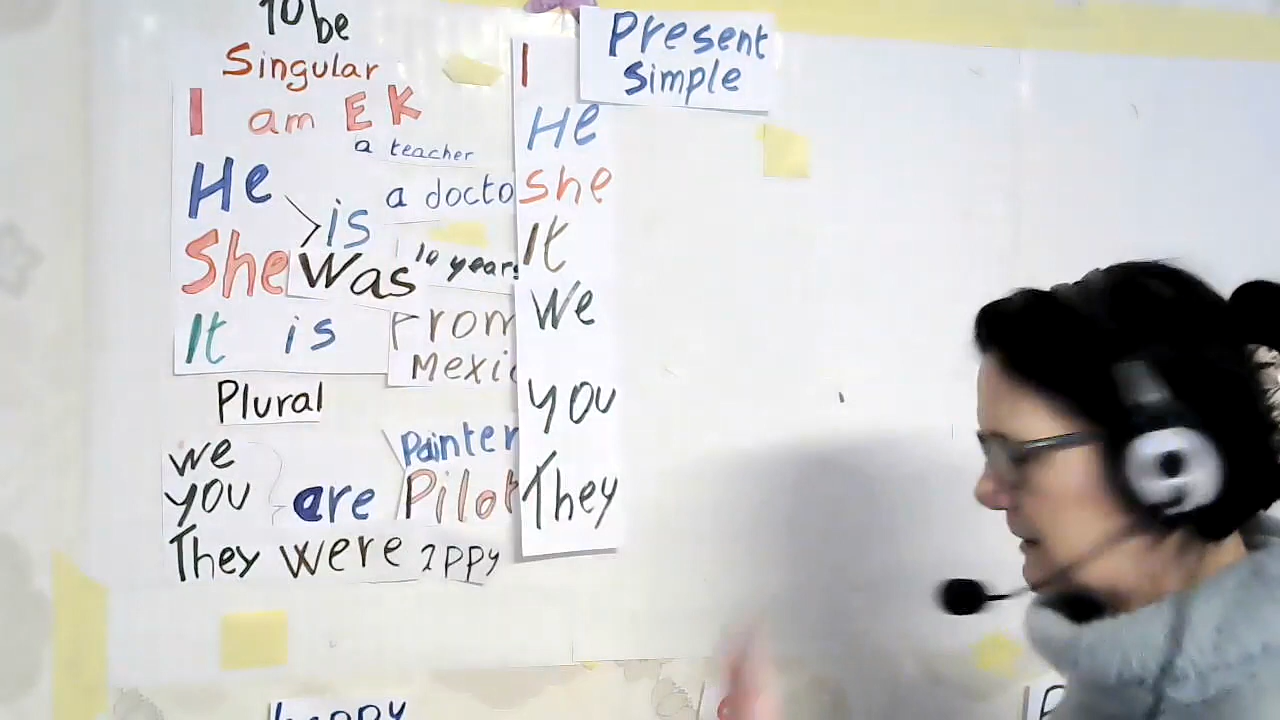 To be
Singular
I am E K
a teacher
He is a docto
She was 10 years
It is From
Mexic
Plural
we
you are Painter
Pilot
They were appy
Present
Simple
I
He
She
It
We
you
They
happy